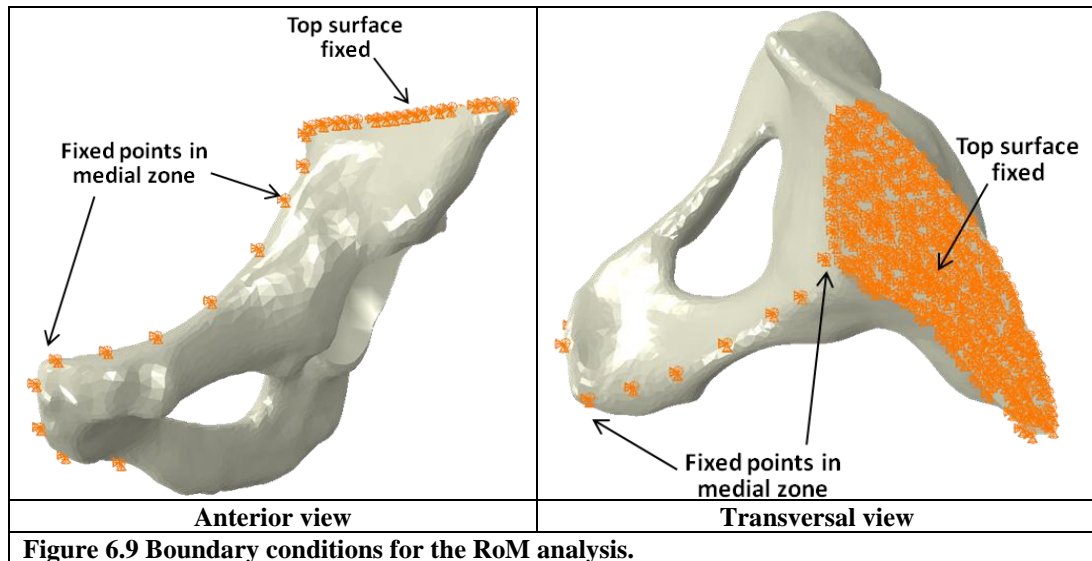 Top surface
fixed
Fixed points in
medial zone
Top surface
fixed
Fixed points in
medial zone
Anterior view
Transversal view
Figure 6.9 Boundary conditions for the RoM analysis.